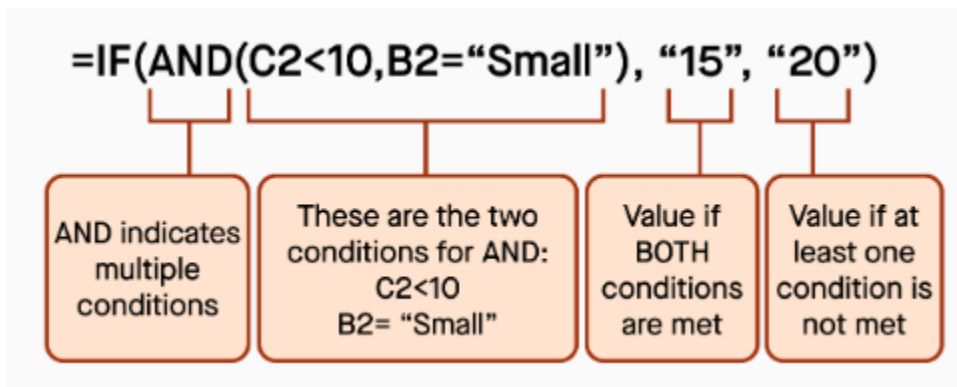 =IF(AND(C2<10,B2=“Small”), “15”, “20”)
AND indicates
multiple
conditions
These are the two
conditions for AND:
C2<10
B2= “Small”
Value if
BOTH
conditions
are met
Value if at
least one
condition is
not met